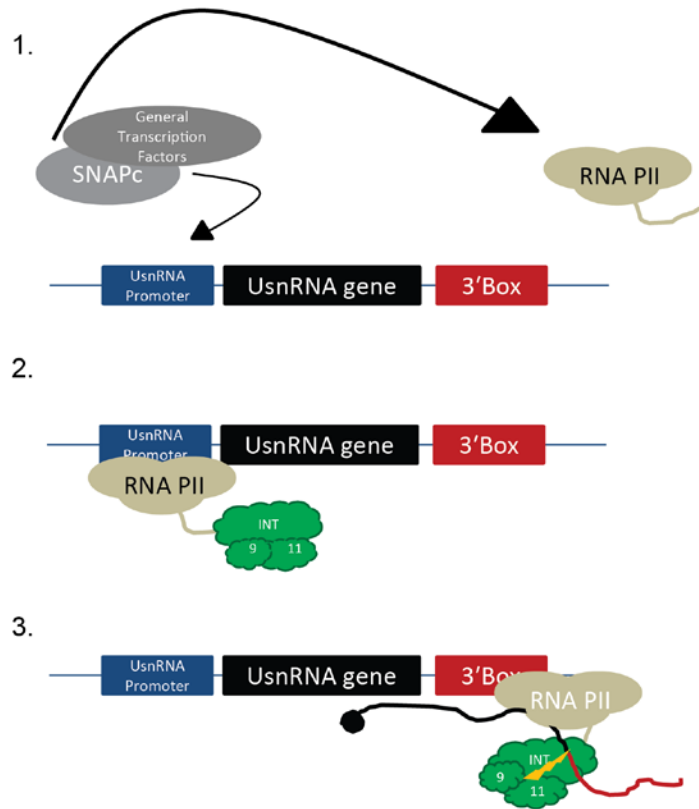 1.
General
Transcription
Factors
SNAPc
RNA PII
UsnRNA
Promoter
UsnRNA gene
3'Box
2.
UsnRNA
Promoter
UsnRNA gene
3'Box
RNA PII
INT
9
11
3.
UsnRNA
Promoter
UsnRNA gene
3'Box
RNA PII
INT
9
11